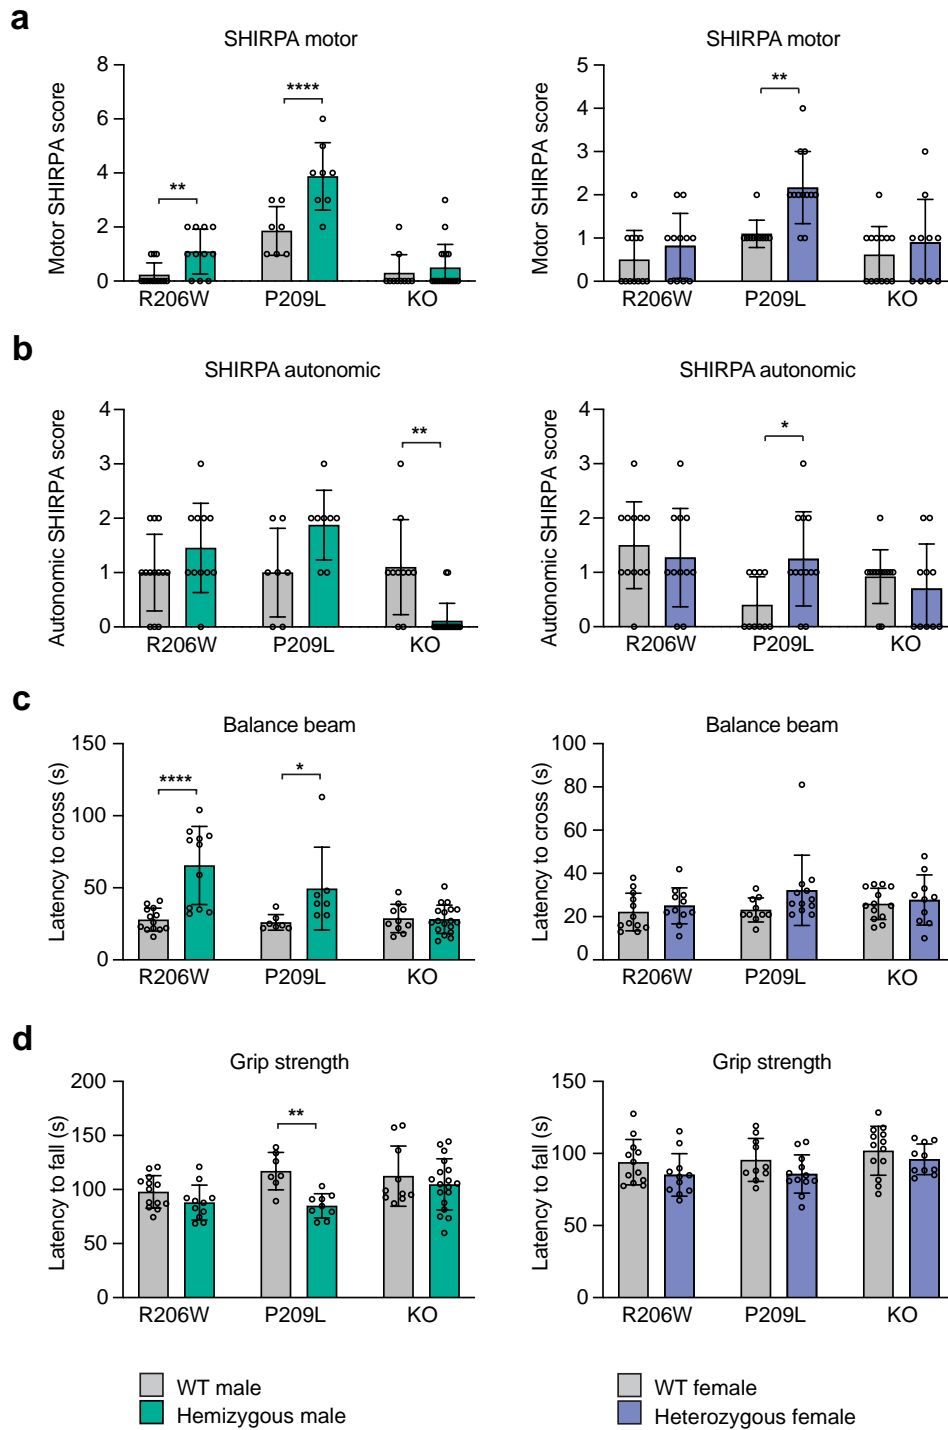 a
SHIRPA motor
SHIRPA motor
Motor SHIRPA score
8
6
4
2
0
**
****
R206W P209L KO
Motor SHIRPA score
5
4
3
2
1
0
**
R206W P209L KO
b
SHIRPA autonomic
SHIRPA autonomic
Autonomic SHIRPA score
4
3
2
1
0
**
R206W P209L KO
Autonomic SHIRPA score
4
3
2
1
0
*
R206W P209L KO
c
Balance beam
Balance beam
Latency to cross (s)
150
100
50
0
****
*
R206W P209L KO
Latency to cross (s)
100
80
60
40
20
0
R206W P209L KO
d
Grip strength
Grip strength
Latency to fall (s)
200
150
100
50
0
**
R206W P209L KO
Latency to fall (s)
150
100
50
0
R206W P209L KO
WT male
Hemizygous male
WT female
Heterozygous female